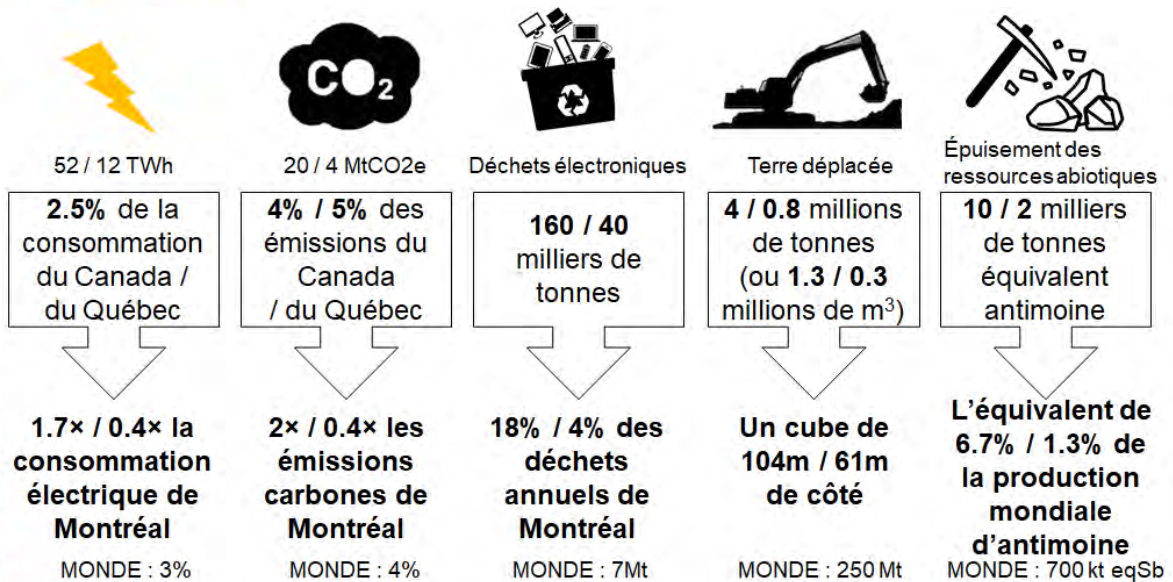 CO2
52 / 12 TWh
2.5% de la
consommation
du Canada /
du Québec
1.7× / 0.4× la
consommation
électrique de
Montréal
MONDE : 3%
20 / 4 MtCO2e
4% / 5% des
émissions du
Canada
/ du Québec
2× / 0.4× les
émissions
carbones de
Montréal
MONDE : 4%
Déchets électroniques
160 / 40
milliers de
tonnes
18% / 4% des
déchets
annuels de
Montréal
MONDE : 7Mt
Terre déplacée
4 / 0.8 millions
de tonnes
(ou 1.3 / 0.3
millions de m³)
Un cube de
104m / 61m
de côté
MONDE : 250 Mt
Épuisement des
ressources abiotiques
10 / 2 milliers
de tonnes
équivalent
antimoine
L’équivalent de
6.7% / 1.3% de
la production
mondiale
d’antimoine
MONDE : 700 kt eqSb